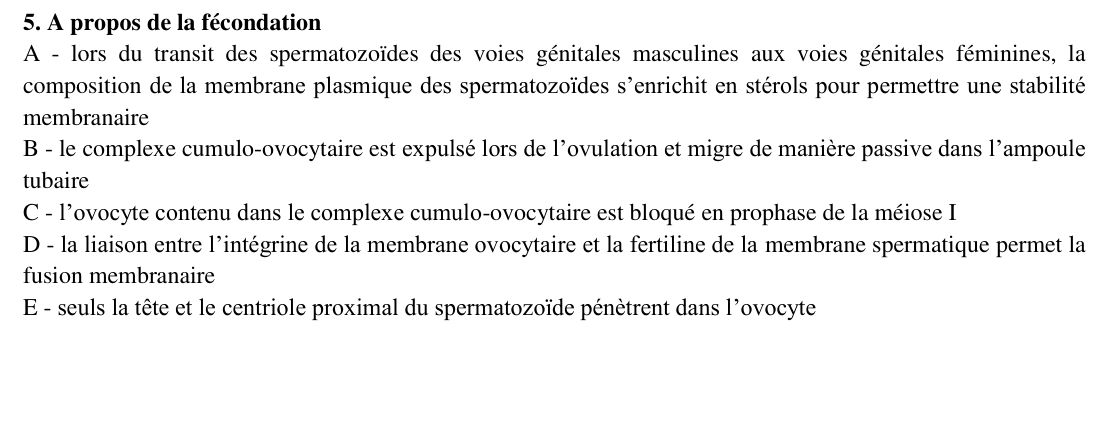 5. A propos de la fécondation
A - lors du transit des spermatozoïdes des voies génitales masculines aux voies génitales féminines, la
composition de la membrane plasmique des spermatozoïdes s’enrichit en stérols pour permettre une stabilité
membranaire
B - le complexe cumulo-ovocytaire est expulsé lors de l’ovulation et migre de manière passive dans l’ampoule
tubaire
C - l’ovocyte contenu dans le complexe cumulo-ovocytaire est bloqué en prophase de la méiose I
D - la liaison entre l’intégrine de la membrane ovocytaire et la fertiline de la membrane spermatique permet la
fusion membranaire
E - seuls la tête et le centriole proximal du spermatozoïde pénètrent dans l’ovocyte